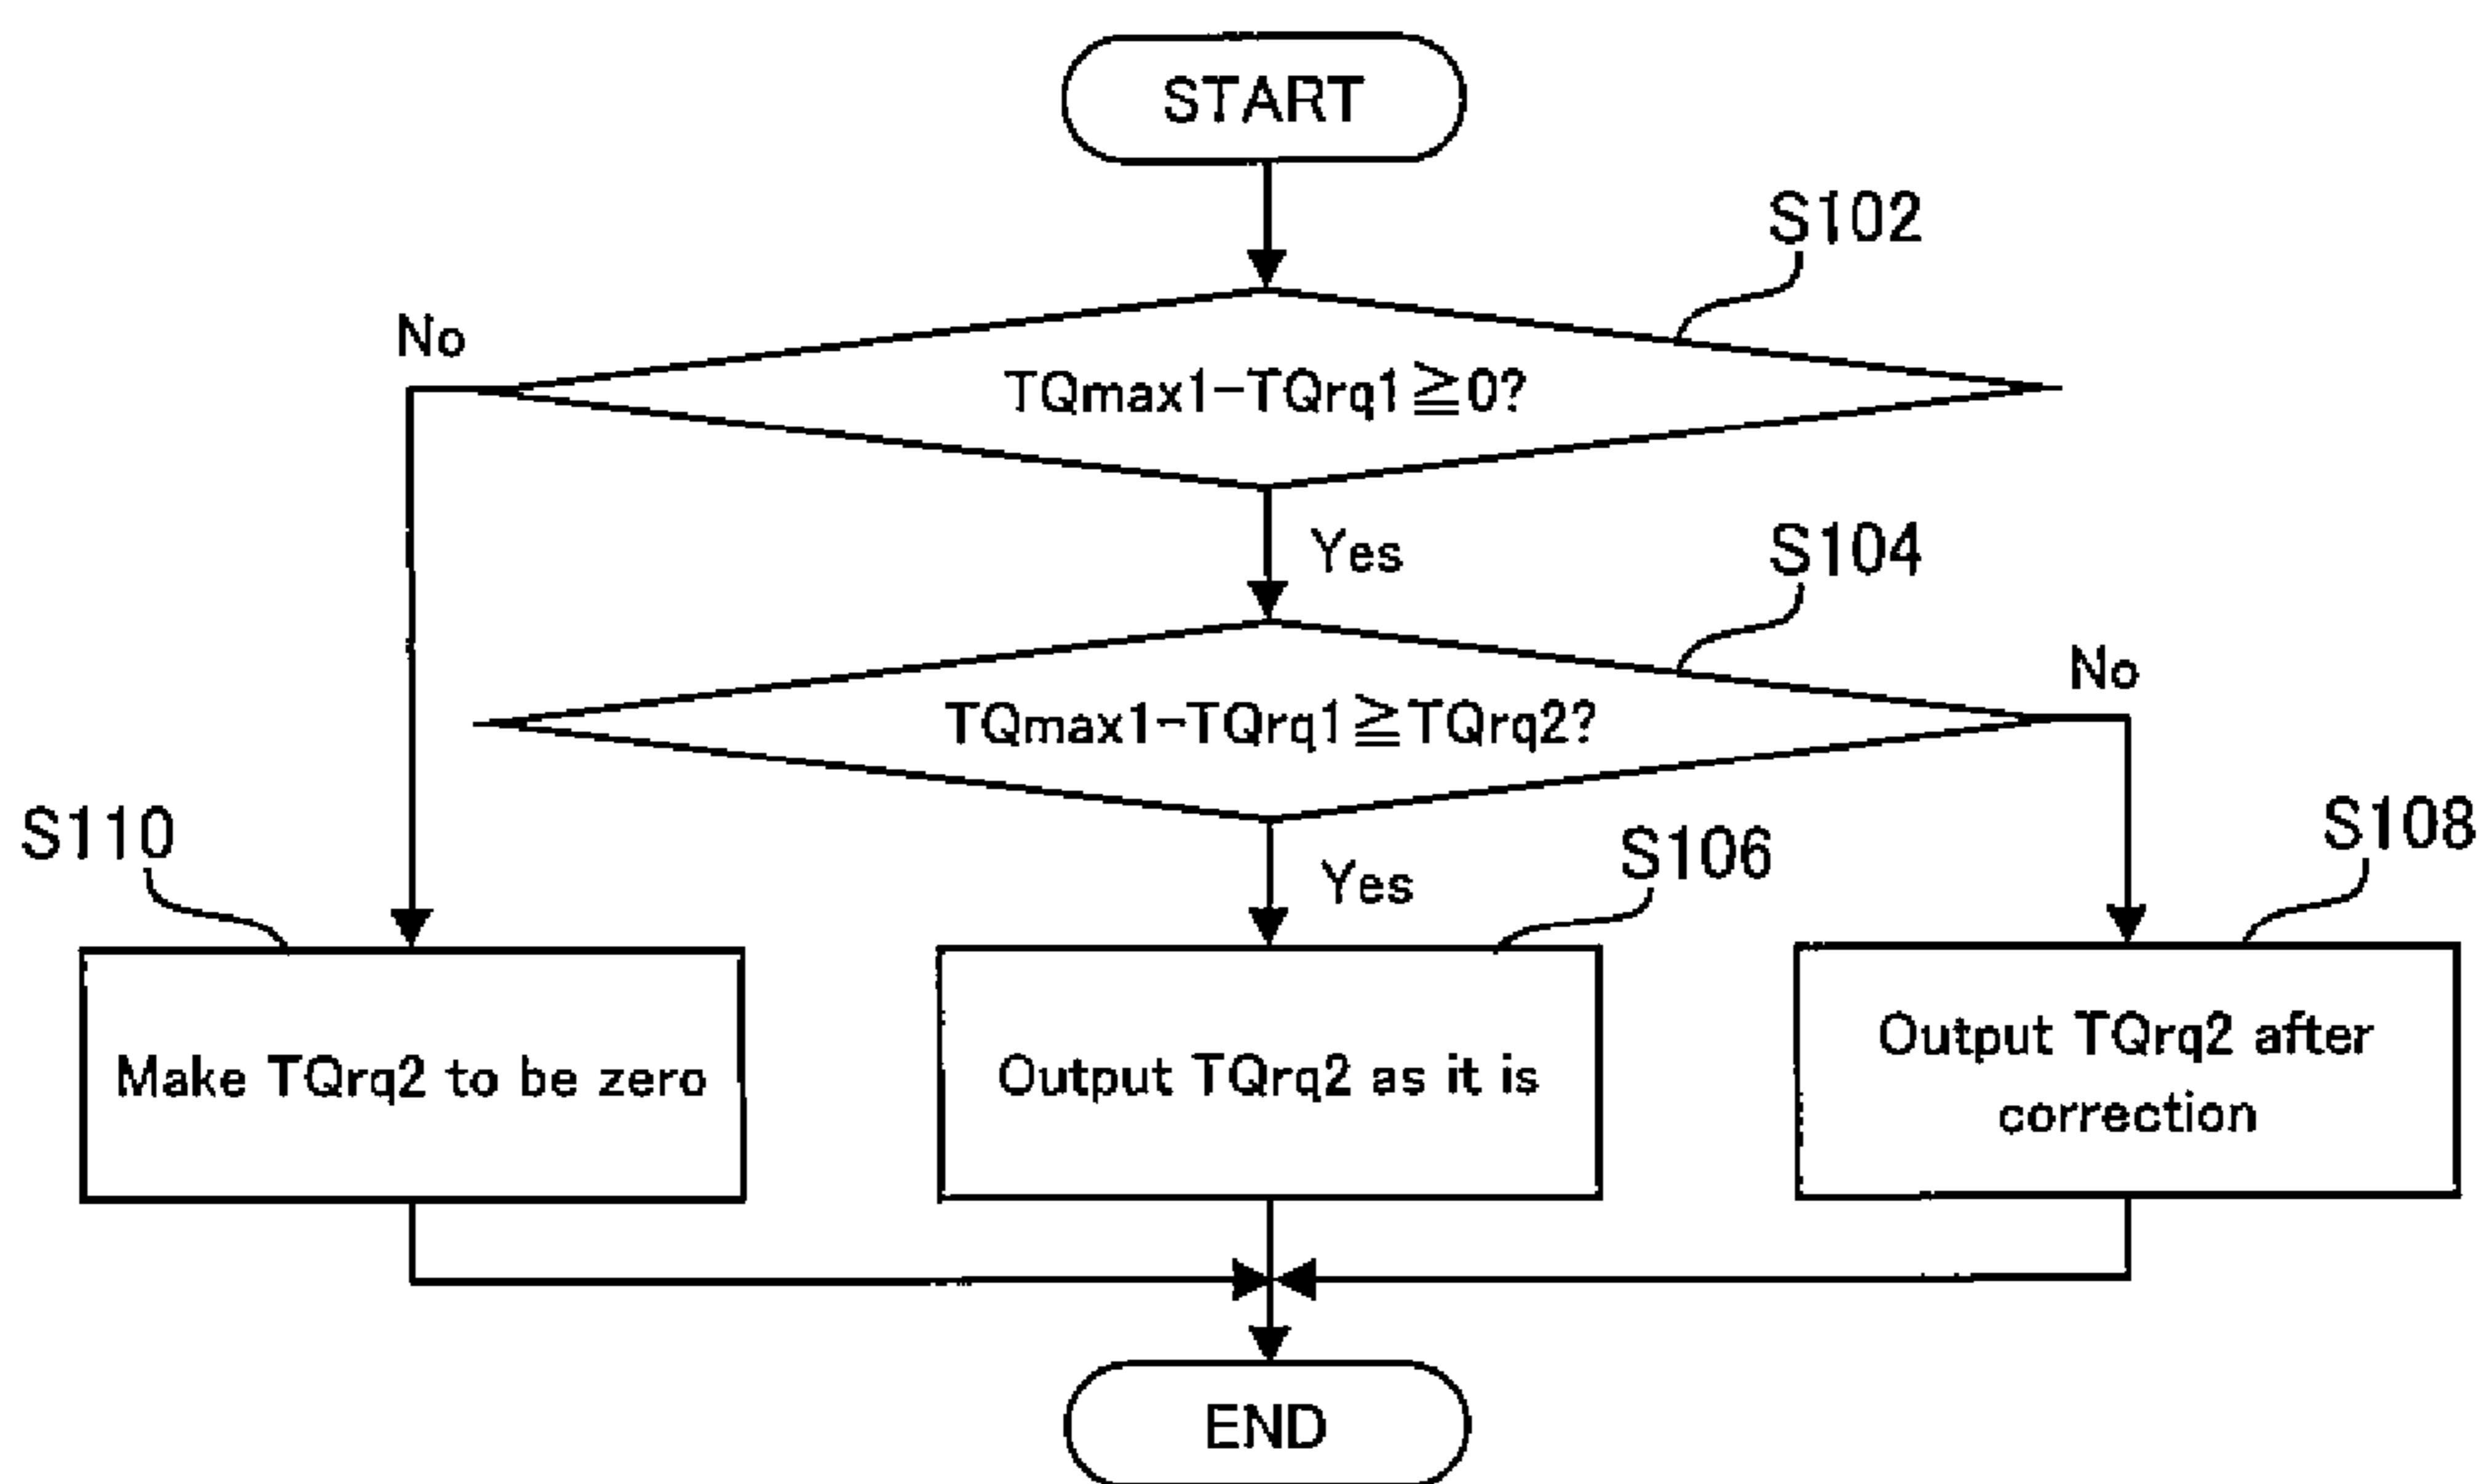 START
S102
No
TQmax1-TQrq1≧0?
Yes
S104
No
TQmax1-TQrq1≧TQrq2?
S110
Yes
S106
S108
Make TQrq2 to be zero
Output TQrq2 as it is
Output TQrq2 after
correction
END